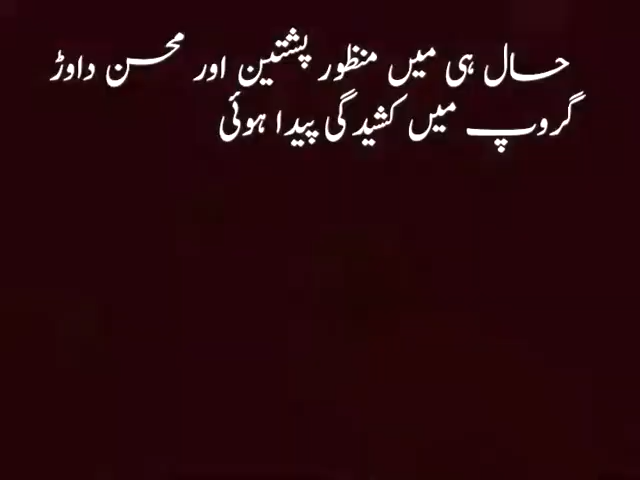 حال ہی میں منظور پشتین اور محسن داوڑ
گروپ میں کشیدگی پیدا ہوئی